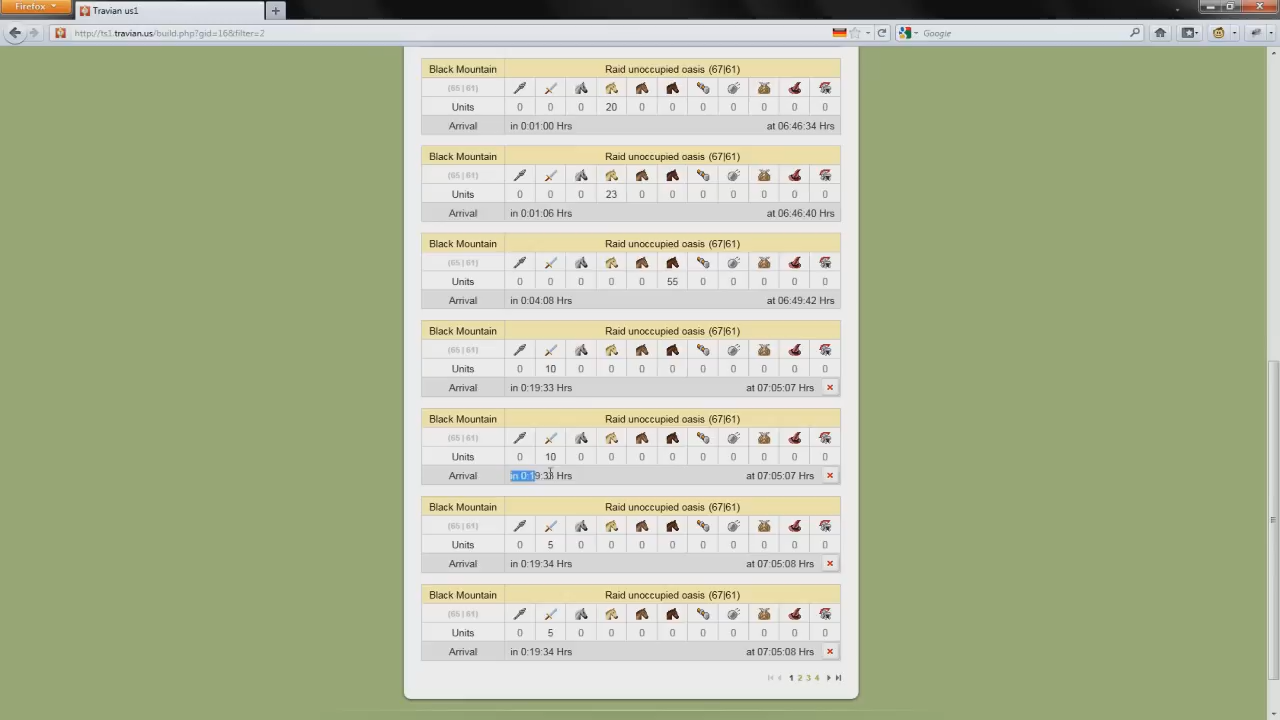 Firefox
Travian us1
http://ts1.travian.us/build.php?gid=16&filter=2
Google
Black Mountain Raid unoccupied oasis (67|61)
(65 | 61)
Units 0 0 0 20 0 0 0 0 0 0 0
Arrival in 0:01:00 Hrs at 06:46:34 Hrs
Black Mountain Raid unoccupied oasis (67|61)
(65 | 61)
Units 0 0 0 23 0 0 0 0 0 0 0
Arrival in 0:01:06 Hrs at 06:46:40 Hrs
Black Mountain Raid unoccupied oasis (67|61)
(65 | 61)
Units 0 0 0 0 0 55 0 0 0 0 0
Arrival in 0:04:08 Hrs at 06:49:42 Hrs
Black Mountain Raid unoccupied oasis (67|61)
(65 | 61)
Units 0 10 0 0 0 0 0 0 0 0 0
Arrival in 0:19:33 Hrs at 07:05:07 Hrs
Black Mountain Raid unoccupied oasis (67|61)
(65 | 61)
Units 0 10 0 0 0 0 0 0 0 0 0
Arrival in 0:19:33 Hrs at 07:05:07 Hrs
Black Mountain Raid unoccupied oasis (67|61)
(65 | 61)
Units 0 5 0 0 0 0 0 0 0 0 0
Arrival in 0:19:34 Hrs at 07:05:08 Hrs
Black Mountain Raid unoccupied oasis (67|61)
(65 | 61)
Units 0 5 0 0 0 0 0 0 0 0 0
Arrival in 0:19:34 Hrs at 07:05:08 Hrs
1 2 3 4